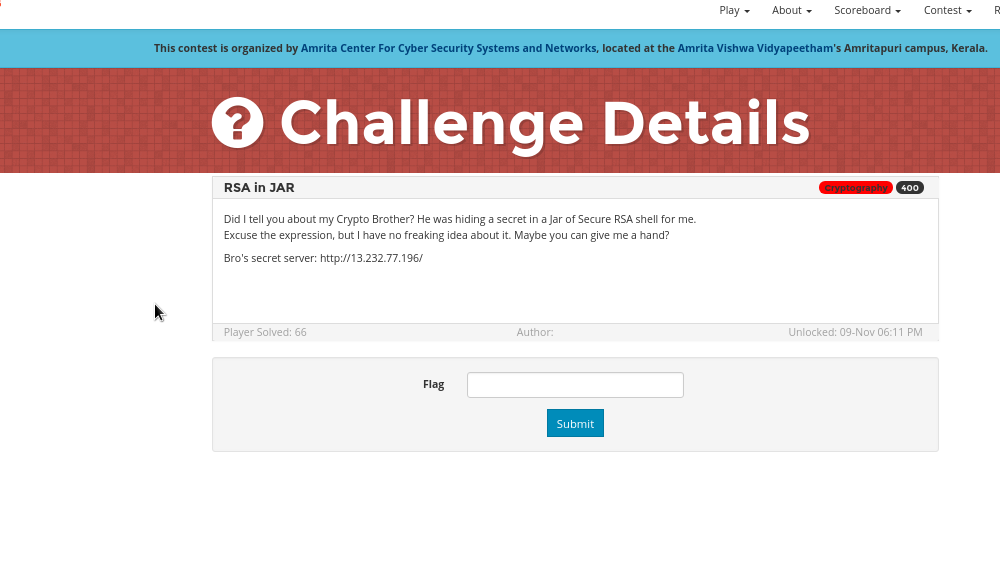 Play About Scoreboard Contest R
This contest is organized by Amrita Center For Cyber Security Systems and Networks, located at the Amrita Vishwa Vidyapeetham's Amritapuri campus, Kerala.
? Challenge Details
RSA in JAR Cryptography 400
Did I tell you about my Crypto Brother? He was hiding a secret in a Jar of Secure RSA shell for me.
Excuse the expression, but I have no freaking idea about it. Maybe you can give me a hand?
Bro's secret server: http://13.232.77.196/
Player Solved: 66 Author: Unlocked: 09-Nov 06:11 PM
Flag
Submit